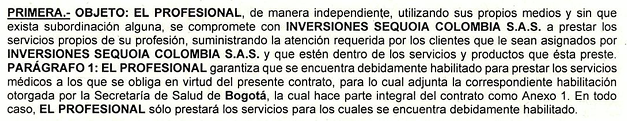 PRIMERA.- OBJETO: EL PROFESIONAL, de manera independiente, utilizando sus propios medios y sin que
exista subordinación alguna, se compromete con INVERSIONES SEQUOIA COLOMBIA S.A.S. a prestar los
servicios propios de su profesión, suministrando la atención requerida por los clientes que le sean asignados por
INVERSIONES SEQUOIA COLOMBIA S.A.S. y que estén dentro de los servicios y productos que ésta preste.
PARÁGRAFO 1: EL PROFESIONAL garantiza que se encuentra debidamente habilitado para prestar los servicios
médicos a los que se obliga en virtud del presente contrato, para lo cual adjunta la correspondiente habilitación
otorgada por la Secretaría de Salud de Bogotá, la cual hace parte integral del contrato como Anexo 1. En todo
caso, EL PROFESIONAL sólo prestará los servicios para los cuales se encuentra debidamente habilitado.